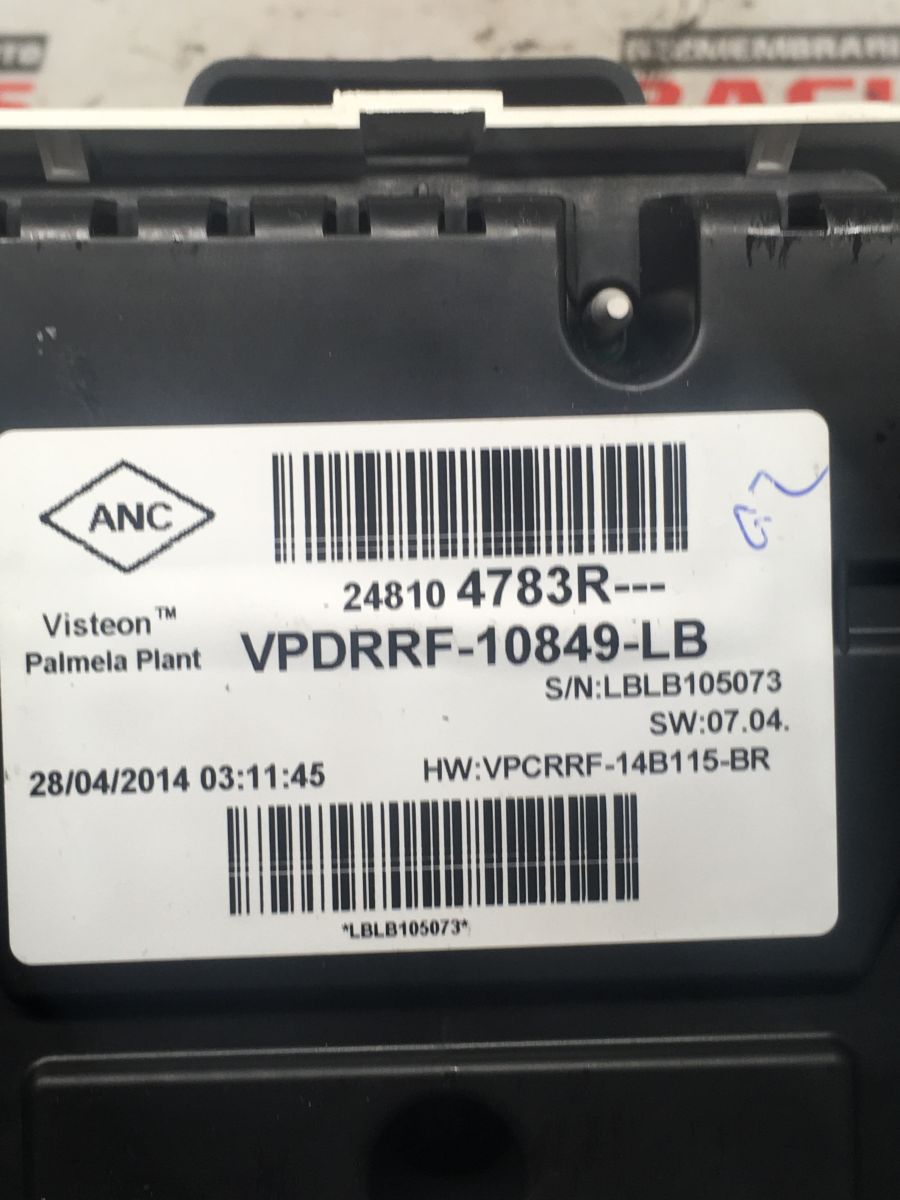 ANC
24810 4783R---
Visteon™
Palmela Plant
VPDRRF-10849-LB
S/N:LBLB105073
SW:07.04.
28/04/2014 03:11:45
HW:VPCRRF-14B115-BR
*LBLB105073*